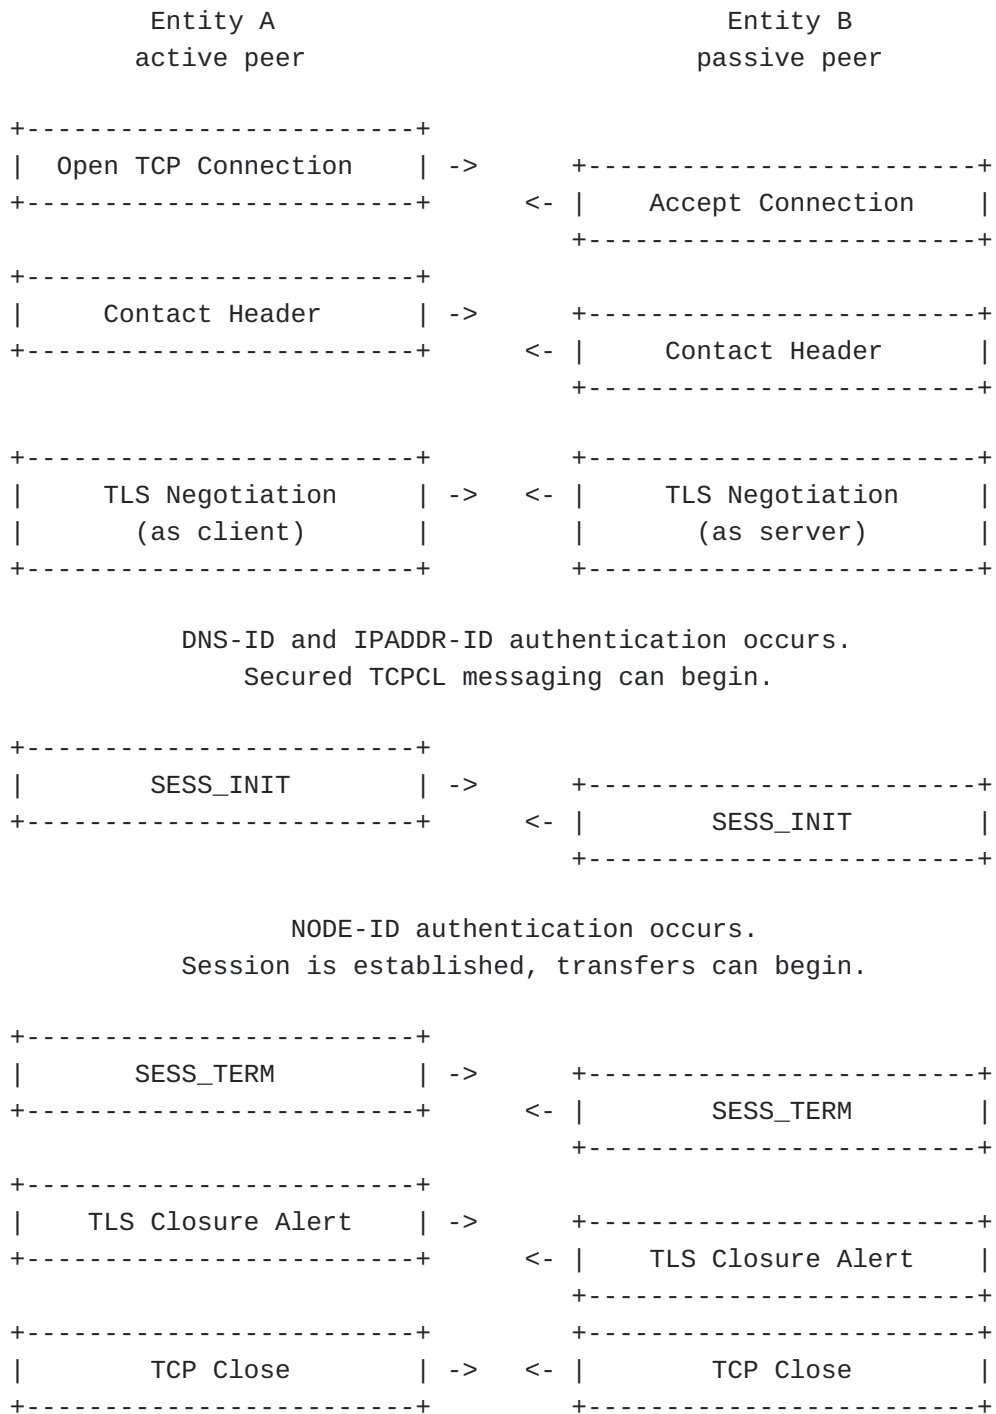 Entity A                             Entity B
        active peer                         passive peer

+-------------------------+
|  Open TCP Connection    | ->      +-------------------------+
+-------------------------+      <- |    Accept Connection    |
                                    +-------------------------+
+-------------------------+
|     Contact Header      | ->      +-------------------------+
+-------------------------+      <- |     Contact Header      |
                                    +-------------------------+

+-------------------------+         +-------------------------+
|     TLS Negotiation     | ->   <- |     TLS Negotiation     |
|       (as client)       |         |       (as server)       |
+-------------------------+         +-------------------------+

           DNS-ID and IPADDR-ID authentication occurs.
               Secured TCPCL messaging can begin.

+-------------------------+
|        SESS_INIT        | ->      +-------------------------+
+-------------------------+      <- |        SESS_INIT        |
                                    +-------------------------+

                  NODE-ID authentication occurs.
           Session is established, transfers can begin.

+-------------------------+
|       SESS_TERM         | ->      +-------------------------+
+-------------------------+      <- |        SESS_TERM        |
                                    +-------------------------+
+-------------------------+
|    TLS Closure Alert    | ->      +-------------------------+
+-------------------------+      <- |    TLS Closure Alert    |
                                    +-------------------------+
+-------------------------+         +-------------------------+
|        TCP Close        | ->   <- |        TCP Close        |
+-------------------------+         +-------------------------+